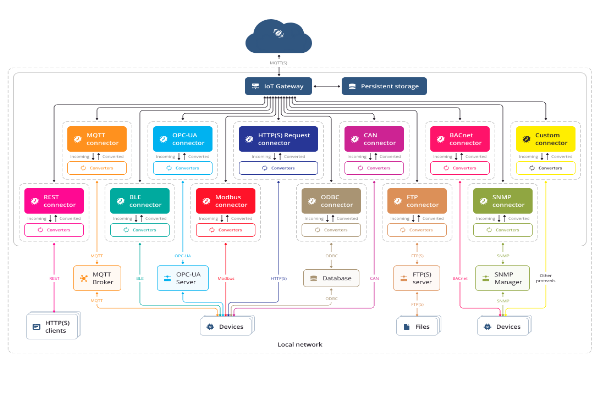 MQTT(S)
IoT Gateway
Persistent storage
MQTT
connector
OPC-UA
connector
HTTP(S) Request
connector
CAN
connector
BACnet
connector
Custom
connector
Incoming Converted
Incoming Converted
Incoming Converted
Incoming Converted
Incoming Converted
Incoming Converted
Converters
Converters
Converters
Converters
Converters
Converters
REST
connector
BLE
connector
Modbus
connector
ODBC
connector
FTP
connector
SNMP
connector
Incoming Converted
Incoming Converted
Incoming Converted
Incoming Converted
Incoming Converted
Incoming Converted
Converters
Converters
Converters
Converters
Converters
Converters
MQTT
OPC-UA
ODBC
FTP(S)
SNMP
REST
MQTT
Broker
BLE
OPC-UA
Server
Modbus
HTTP(S)
Database
CAN
FTP(S)
server
BACnet
SNMP
Manager
Other
protocols
MQTT
ODBC
FTP(S)
SNMP
HTTP(S)
clients
Devices
Files
Devices
Local network